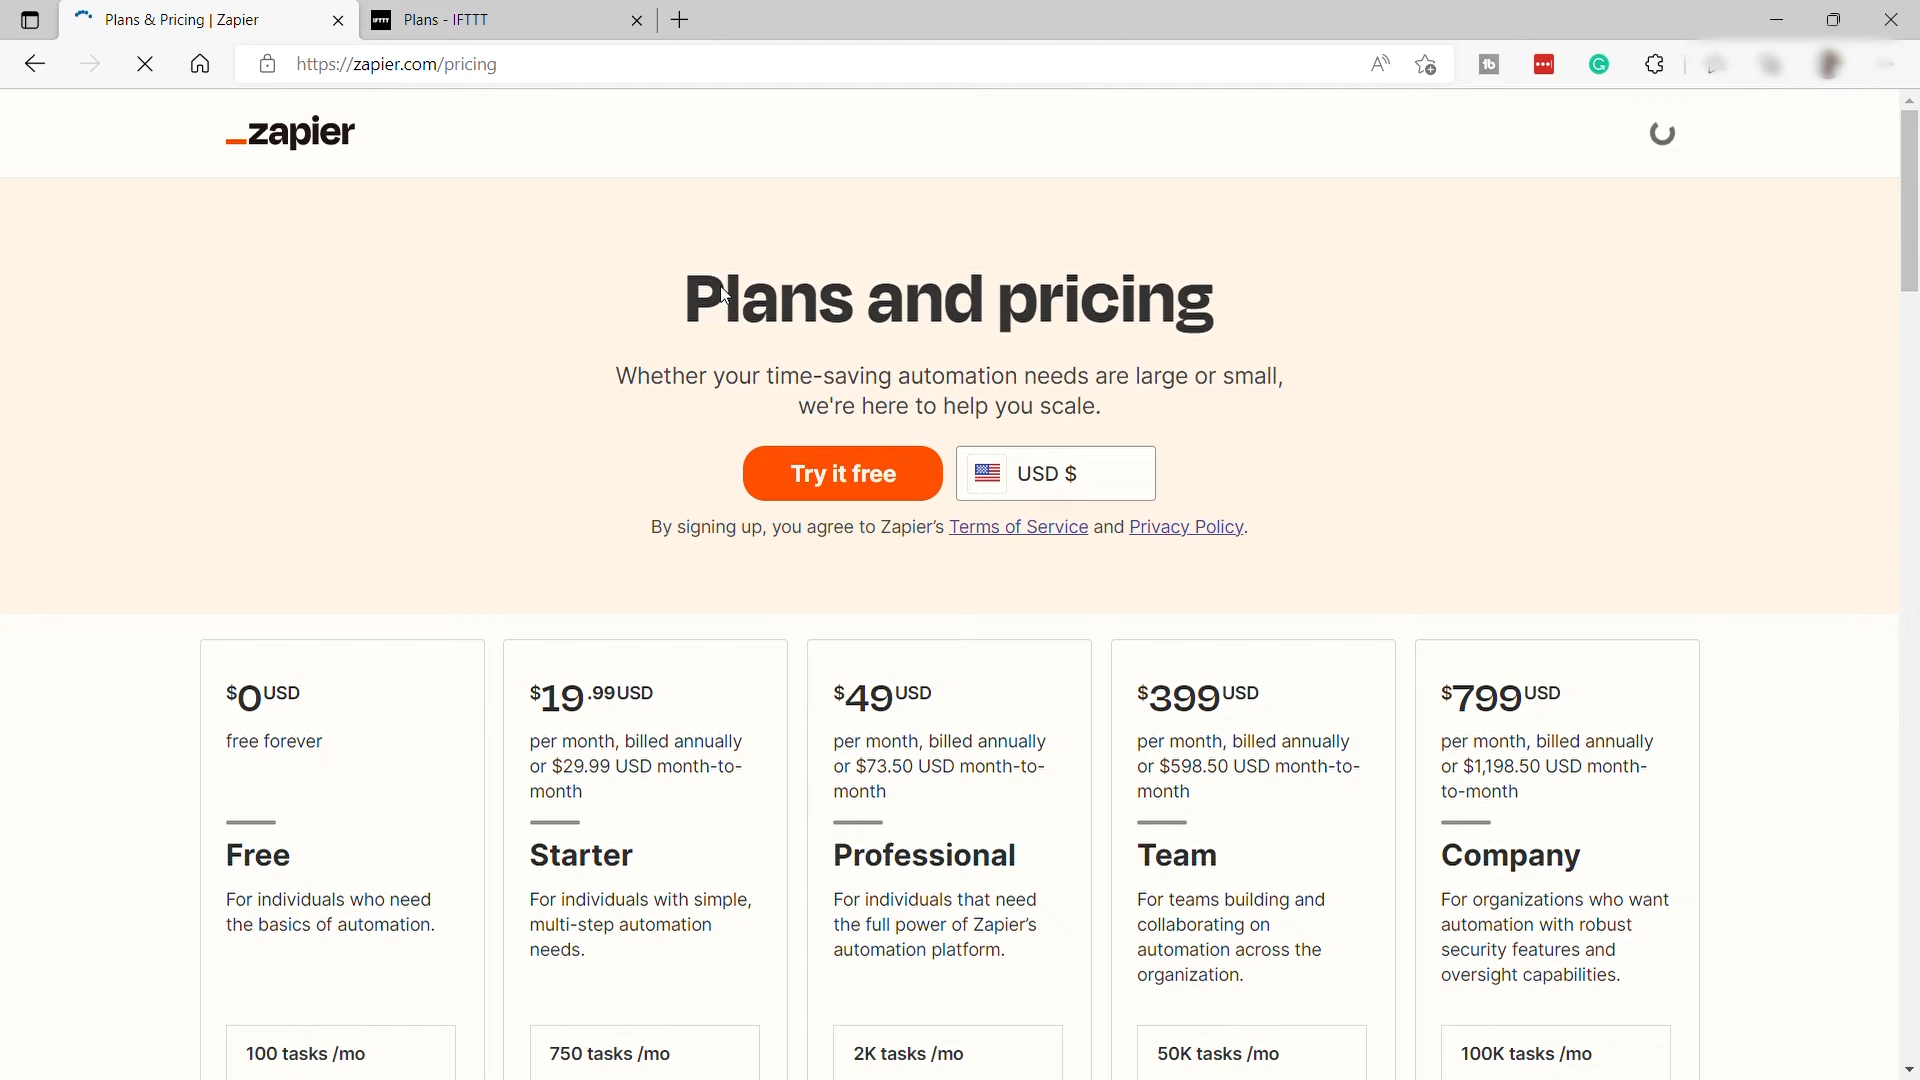 Plans & Pricing | Zapier
IFTTT
Plans - IFTTT
https://zapier.com/pricing
A
tb
G
_zapier
Plans and pricing
Whether your time-saving automation needs are large or small,
we're here to help you scale.
Try it free
USD $
By signing up, you agree to Zapier's Terms of Service and Privacy Policy.
$0USD
free forever
Free
For individuals who need
the basics of automation.
100 tasks /mo
$19.99USD
per month, billed annually
or $29.99 USD month-to-
month
Starter
For individuals with simple,
multi-step automation
needs.
750 tasks /mo
$49USD
per month, billed annually
or $73.50 USD month-to-
month
Professional
For individuals that need
the full power of Zapier's
automation platform.
2K tasks /mo
$399USD
per month, billed annually
or $598.50 USD month-to-
month
Team
For teams building and
collaborating on
automation across the
organization.
50K tasks /mo
$799USD
per month, billed annually
or $1,198.50 USD month-
to-month
Company
For organizations who want
automation with robust
security features and
oversight capabilities.
100K tasks /mo